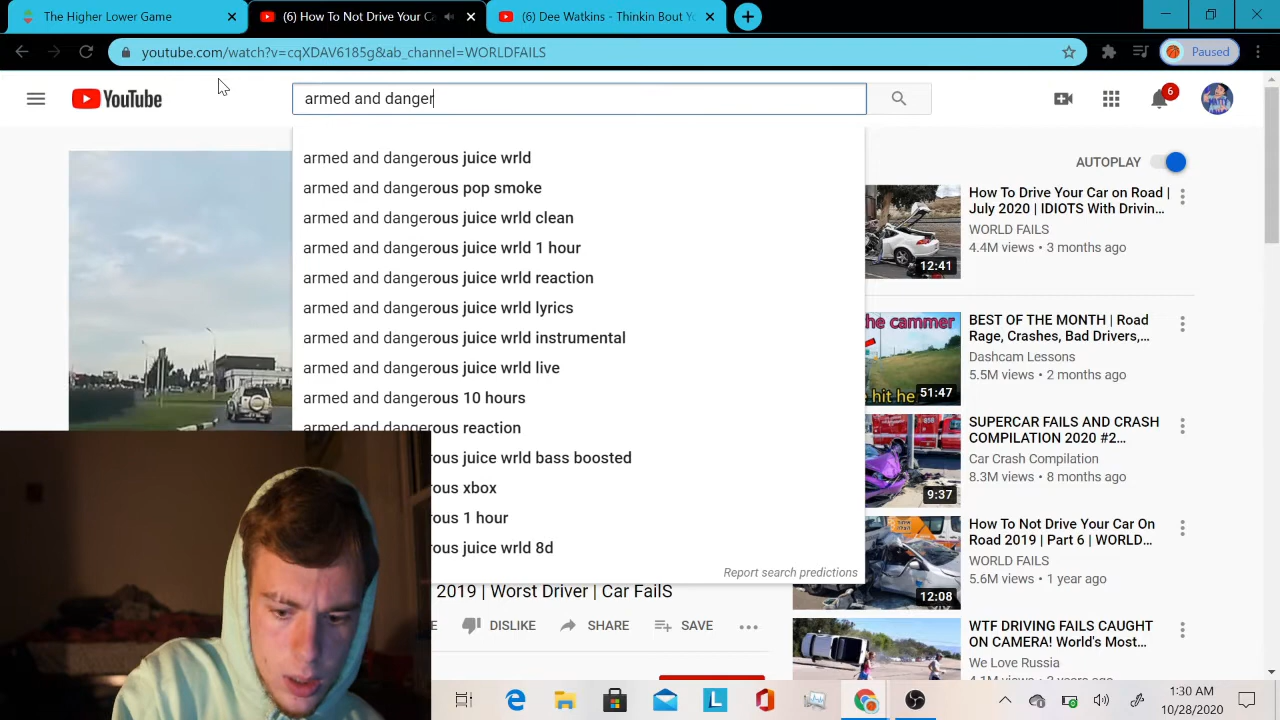 The Higher Lower Game
(6) How To Not Drive Your Ca
(6) Dee Watkins - Thinkin Bout Y
youtube.com/watch?v=cqXDAV6185g&ab_channel=WORLDFAILS
Paused
YouTube
armed and danger
6
armed and dangerous juice wrld
armed and dangerous pop smoke
armed and dangerous juice wrld clean
armed and dangerous juice wrld 1 hour
armed and dangerous juice wrld reaction
armed and dangerous juice wrld lyrics
armed and dangerous juice wrld instrumental
armed and dangerous juice wrld live
armed and dangerous 10 hours
armed and dangerous reaction
rous juice wrld bass boosted
rous xbox
rous 1 hour
rous juice wrld 8d
Report search predictions
2019 | Worst Driver | Car FailS
E
DISLIKE
SHARE
SAVE
AUTOPLAY
How To Drive Your Car on Road |
July 2020 | IDIOTS With Drivin...
WORLD FAILS
4.4M views • 3 months ago
12:41
he cammer
hit he
51:47
BEST OF THE MONTH | Road
Rage, Crashes, Bad Drivers,...
Dashcam Lessons
5.5M views • 2 months ago
9:37
SUPERCAR FAILS AND CRASH
COMPILATION 2020 #2...
Car Crash Compilation
8.3M views • 8 months ago
12:08
How To Not Drive Your Car On
Road 2019 | Part 6 | WORLD...
WORLD FAILS
5.6M views • 1 year ago
WTF DRIVING FAILS CAUGHT
ON CAMERA! World's Most...
We Love Russia
1:30 AM
10/28/2020